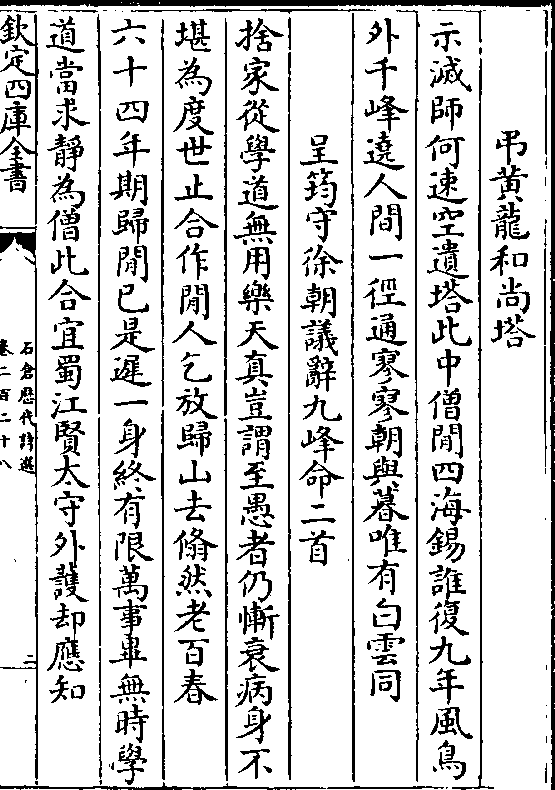 弔黃龍和尚塔
示滅師何速空遺塔此中僧閒四海錫誰復九年風鳥
外千峰遶人間一徑通寥寥朝與暮唯有白雲同
呈筠守徐朝議辭九峰命二首
捨家從學道無用樂天真豈謂至愚者仍慚衰病身不
堪為度世止合作閒人乞放歸山去翛然老百春
六十四年期歸閒已是遲一身終有限萬事畢無時學
道當求靜為僧此合宜蜀江賢太守外護却應知
欽定四庫全書
石倉歷代詩選
卷二百二十八
二